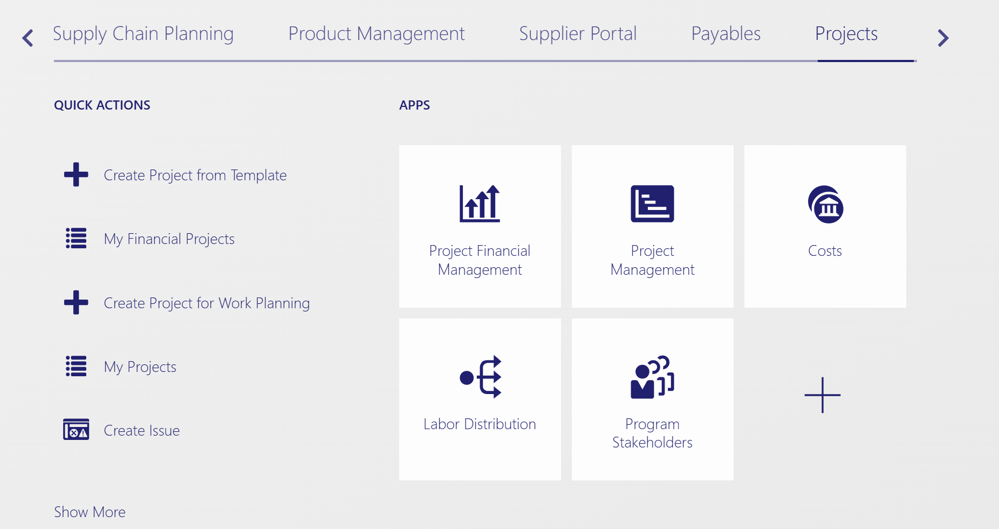 Supply Chain Planning
Product Management
Supplier Portal
Payables
Projects
QUICK ACTIONS
Create Project from Template
My Financial Projects
Create Project for Work Planning
My Projects
Create Issue
Show More
APPS
Project Financial
Management
Project
Management
Costs
Labor Distribution
Program
Stakeholders